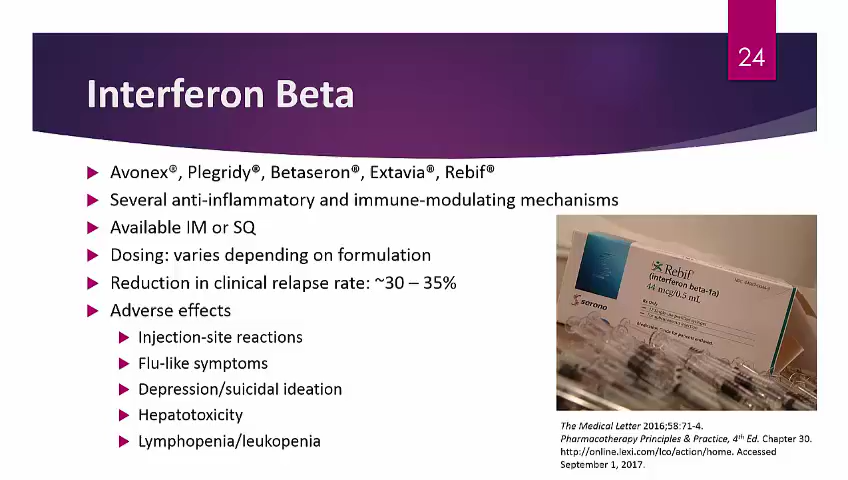 24
Interferon Beta
Avonex®, Plegridy®, Betaseron®, Extavia®, Rebif®
Several anti-inflammatory and immune-modulating mechanisms
Available IM or SQ
Dosing: varies depending on formulation
Reduction in clinical relapse rate: ~30 – 35%
Adverse effects
Injection-site reactions
Flu-like symptoms
Depression/suicidal ideation
Hepatotoxicity
Lymphopenia/leukopenia
Rebif
(interferon beta-1a)
44 mcg/0.5 mL
serono
Rx Only
The Medical Letter 2016;58:71-4.
Pharmacotherapy Principles & Practice, 4th Ed. Chapter 30.
http://online.lexi.com/lco/action/home. Accessed
September 1, 2017.